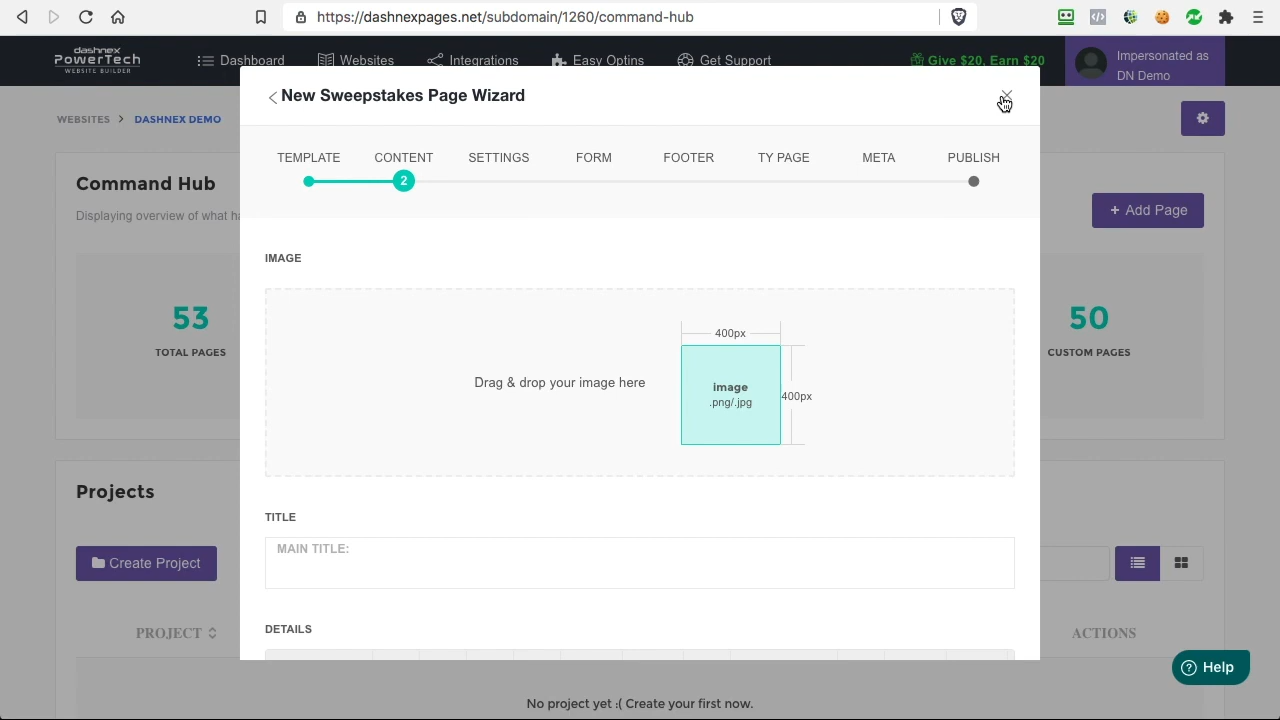 https://dashnexpages.net/subdomain/1260/command-hub
dashnex
POWERTECH
WEBSITE BUILDER
Dashboard
Websites
Integrations
Easy Optins
Get Support
Give $20, Earn $20
Impersonated as
DN Demo
WEBSITES > DASHNEX DEMO
New Sweepstakes Page Wizard
TEMPLATE CONTENT SETTINGS FORM FOOTER TY PAGE META PUBLISH
2
Command Hub
Displaying overview of what ha
+ Add Page
53
TOTAL PAGES
50
CUSTOM PAGES
IMAGE
Drag & drop your image here
400px
image
.png/.jpg
400px
TITLE
MAIN TITLE:
DETAILS
Projects
Create Project
PROJECT
ACTIONS
No project yet :( Create your first now.
Help